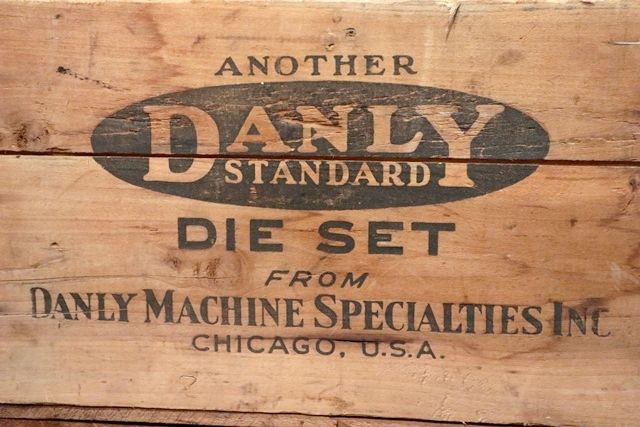 ANOTHER
DANLY
STANDARD
DIE SET
FROM
DANLY MACHINE SPECIALTIES INC
CHICAGO, U.S.A.